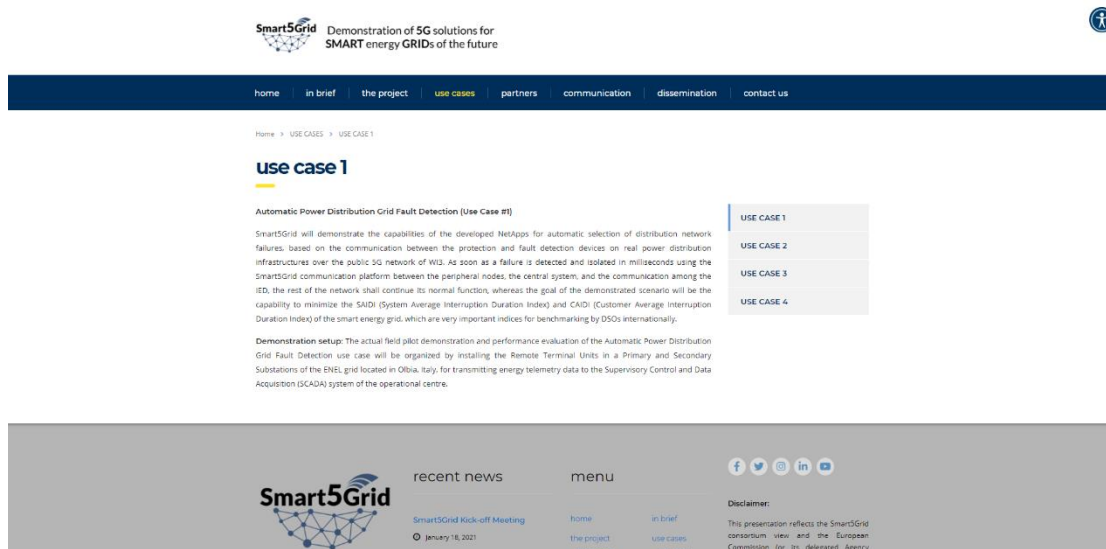 Smart5Grid
Demonstration of 5G solutions for
SMART energy GRIDs of the future
home
in brief
the project
use cases
partners
communication
dissemination
contact us
Home > USE CASES > USE CASE 1
use case 1
Automatic Power Distribution Grid Fault Detection (Use Case #1)
Smart5Grid will demonstrate the capabilities of the developed NetApps for automatic selection of distribution network
failures, based on the communication between the protection and fault detection devices on real power distribution
infrastructures over the public 5G network of WI3. As soon as a failure is detected and isolated in milliseconds using the
Smart5Grid communication platform between the peripheral nodes, the central system, and the communication among the
IED, the rest of the network shall continue its normal function, whereas the goal of the demonstrated scenario will be the
capability to minimize the SAIDI (System Average Interruption Duration Index) and CAIDI (Customer Average Interruption
Duration Index) of the smart energy grid, which are very important indices for benchmarking by DSOs internationally.
Demonstration setup: The actual field pilot demonstration and performance evaluation of the Automatic Power Distribution
Grid Fault Detection use case will be organized by installing the Remote Terminal Units in a Primary and Secondary
Substations of the ENEL grid located in Olbia, Italy, for transmitting energy telemetry data to the Supervisory Control and Data
Acquisition (SCADA) system of the operational centre.
USE CASE 1
USE CASE 2
USE CASE 3
USE CASE 4
Smart5Grid
recent news
Smart5Grid Kick-off Meeting
January 18, 2021
menu
home
in brief
the project
use cases
Disclaimer:
This presentation reflects the Smart5Grid
consortium view and the European
Commission (or its delegated Agency